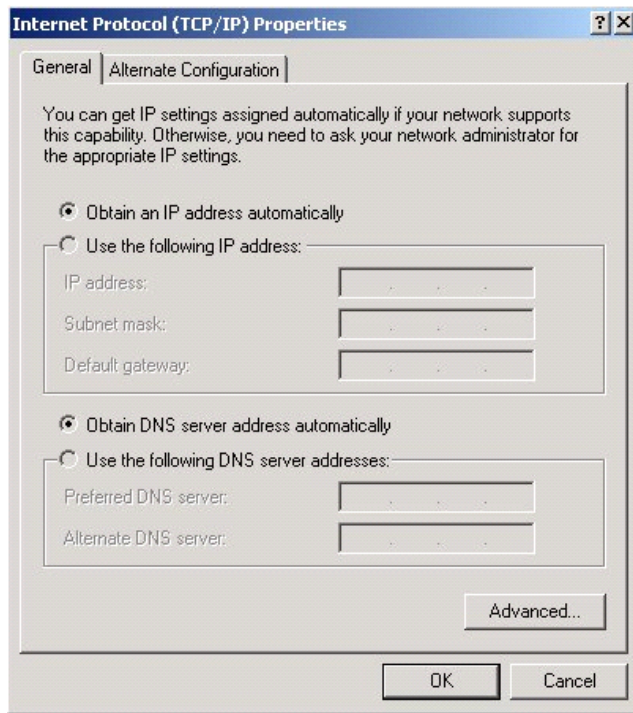 Internet Protocol (TCP/IP) Properties
General
Alternate Configuration
You can get IP settings assigned automatically if your network supports
this capability. Otherwise, you need to ask your network administrator for
the appropriate IP settings.
Obtain an IP address automatically
Use the following IP address:
IP address:
Subnet mask:
Default gateway:
Obtain DNS server address automatically
Use the following DNS server addresses:
Preferred DNS server:
Alternate DNS server:
Advanced...
OK
Cancel